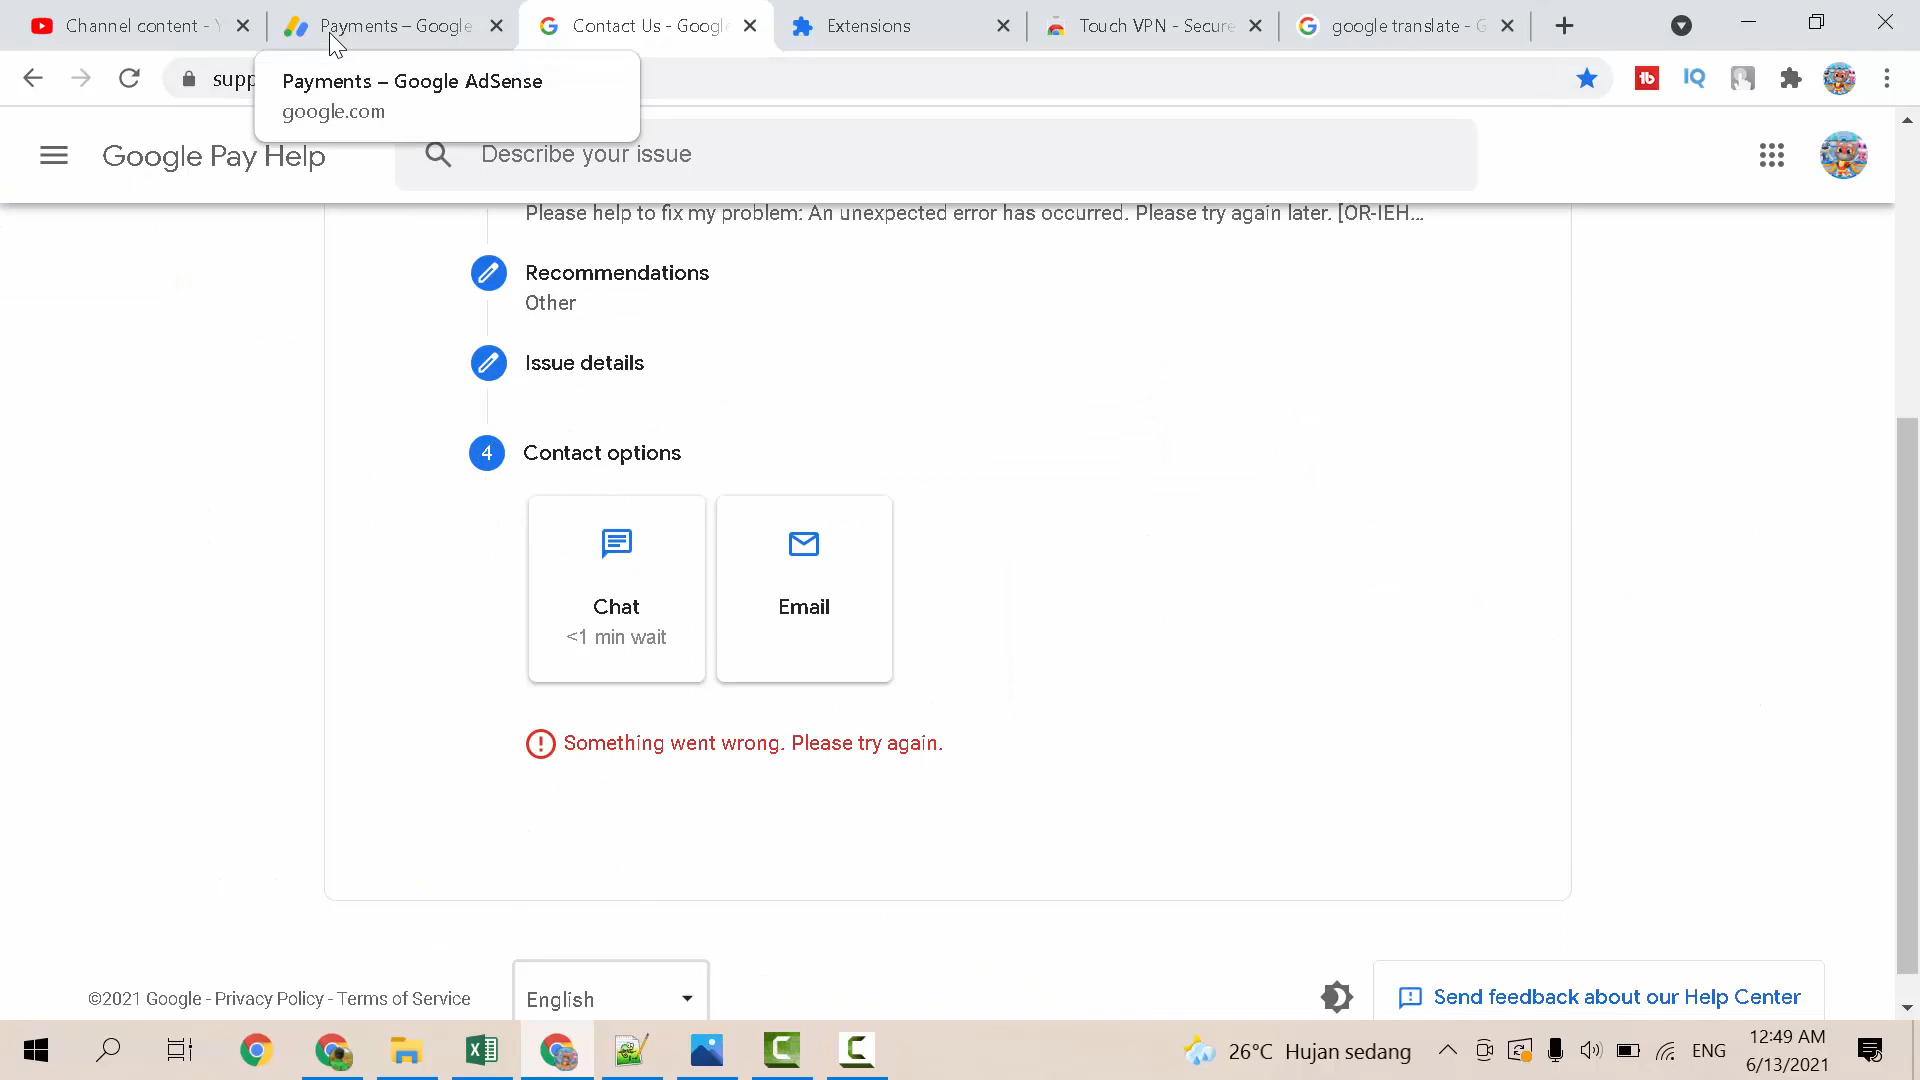 Channel content - Y
Payments – Google
Contact Us - Google
Extensions
Touch VPN - Secure
google translate - G
supp
Payments – Google AdSense
google.com
Google Pay Help
Describe your issue
Please help to fix my problem: An unexpected error has occurred. Please try again later. [OR-IEH...
Recommendations
Other
Issue details
4 Contact options
Chat
<1 min wait
Email
Something went wrong. Please try again.
©2021 Google - Privacy Policy - Terms of Service
English
Send feedback about our Help Center
26°C Hujan sedang
ENG
12:49 AM
6/13/2021